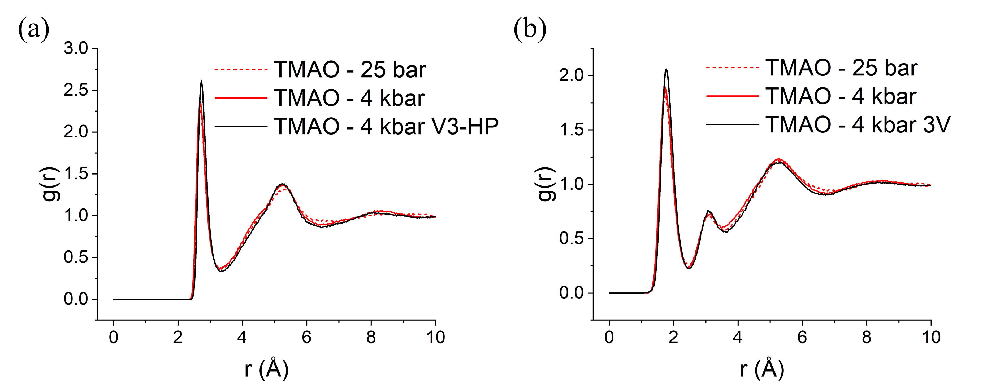 (a)
3.0
2.5
2.0
1.5
1.0
0.5
0.0
g(r)
TMAO - 25 bar
TMAO - 4 kbar
TMAO - 4 kbar V3-HP
0 2 4 6 8 10
r (Å)
(b)
2.0
1.5
1.0
0.5
0.0
g(r)
TMAO - 25 bar
TMAO - 4 kbar
TMAO - 4 kbar 3V
0 2 4 6 8 10
r (Å)